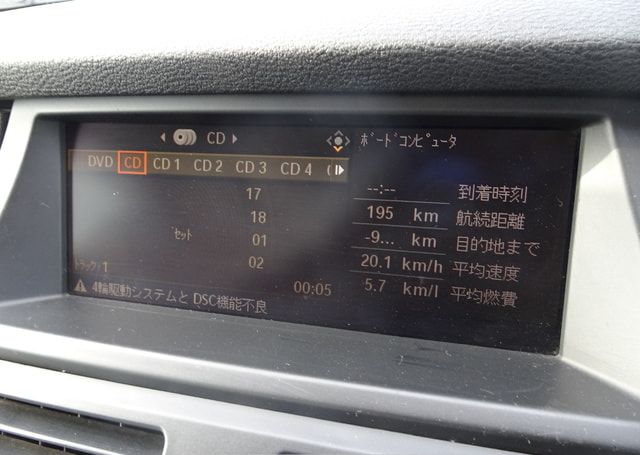 CD
DVD CD CD 1 CD 2 CD 3 CD 4
17
18
ｾｯﾄ 01
02
ﾄﾗｯｸ: 1
⚠ 4輪駆動システムと DSC機能不良 00:05
ﾎﾞｰﾄﾞｺﾝﾋﾟｭｰﾀ
--:-- 到着時刻
195 km 航続距離
-9... km 目的地まで
20.1 km/h 平均速度
5.7 km/l 平均燃費